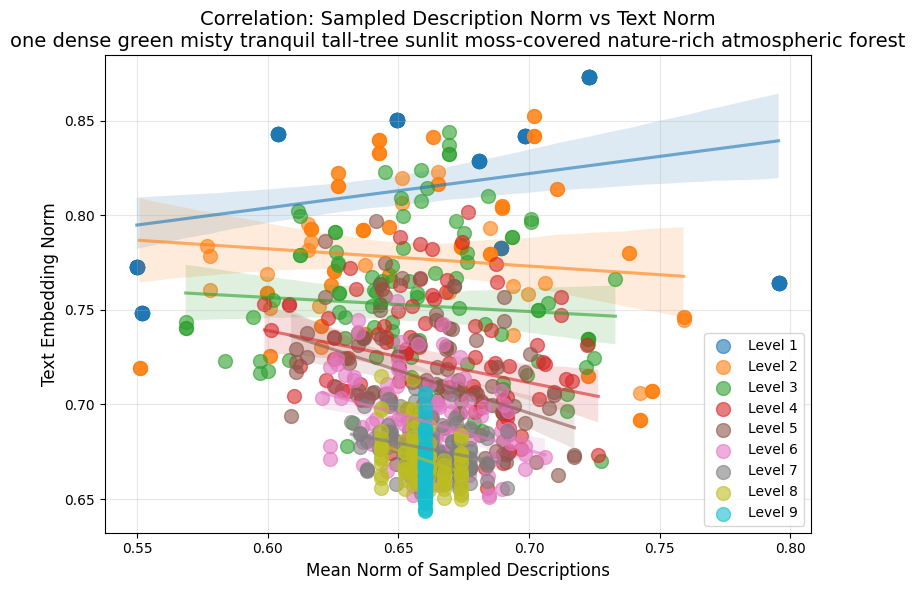 Correlation: Sampled Description Norm vs Text Norm
one dense green misty tranquil tall-tree sunlit moss-covered nature-rich atmospheric forest
0.85
0.80
0.75
0.70
0.65
Text Embedding Norm
Level 1
Level 2
Level 3
Level 4
Level 5
Level 6
Level 7
Level 8
Level 9
0.55 0.60 0.65 0.70 0.75 0.80
Mean Norm of Sampled Descriptions